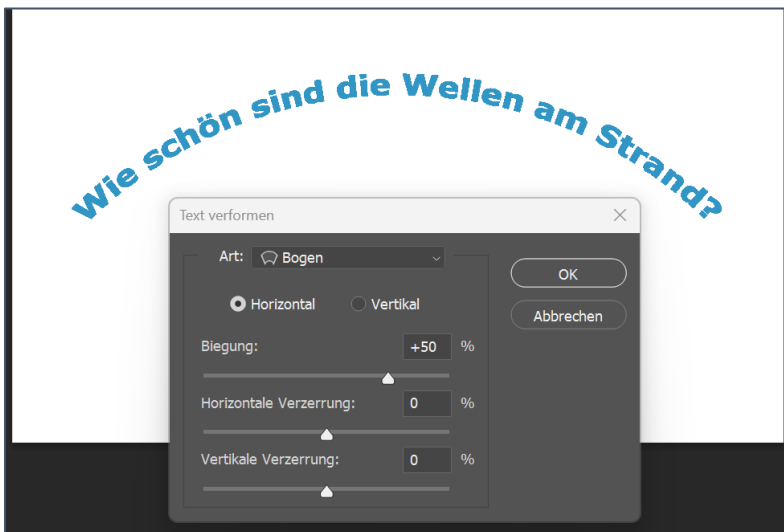 Wie schön sind die Wellen am Strand?
Text verformen
Art: Bogen
OK
Horizontal Vertikal
Abbrechen
Biegung: +50 %
Horizontale Verzerrung: 0 %
Vertikale Verzerrung: 0 %